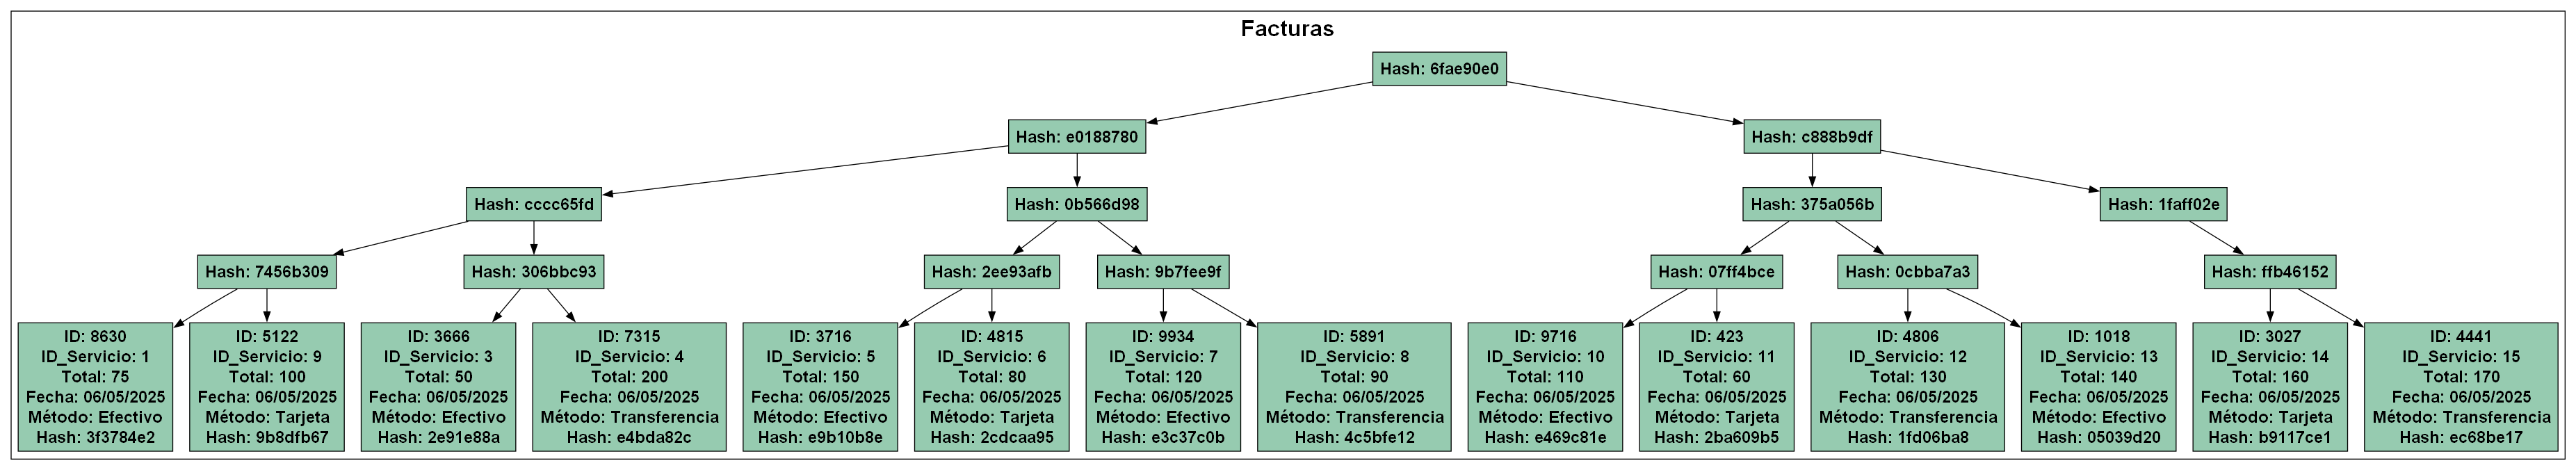 Facturas
Hash: 6fae90e0
Hash: e0188780
Hash: c888b9df
Hash: cccc65fd
Hash: 0b566d98
Hash: 375a056b
Hash: 1faff02e
Hash: 7456b309
Hash: 306bbc93
Hash: 2ee93afb
Hash: 9b7fee9f
Hash: 07ff4bce
Hash: 0cbba7a3
Hash: ffb46152
ID: 8630
ID_Servicio: 1
Total: 75
Fecha: 06/05/2025
Método: Efectivo
Hash: 3f3784e2
ID: 5122
ID_Servicio: 9
Total: 100
Fecha: 06/05/2025
Método: Tarjeta
Hash: 9b8dfb67
ID: 3666
ID_Servicio: 3
Total: 50
Fecha: 06/05/2025
Método: Efectivo
Hash: 2e91e88a
ID: 7315
ID_Servicio: 4
Total: 200
Fecha: 06/05/2025
Método: Transferencia
Hash: e4bda82c
ID: 3716
ID_Servicio: 5
Total: 150
Fecha: 06/05/2025
Método: Efectivo
Hash: e9b10b8e
ID: 4815
ID_Servicio: 6
Total: 80
Fecha: 06/05/2025
Método: Tarjeta
Hash: 2cdcaa95
ID: 9934
ID_Servicio: 7
Total: 120
Fecha: 06/05/2025
Método: Efectivo
Hash: e3c37c0b
ID: 5891
ID_Servicio: 8
Total: 90
Fecha: 06/05/2025
Método: Transferencia
Hash: 4c5bfe12
ID: 9716
ID_Servicio: 10
Total: 110
Fecha: 06/05/2025
Método: Efectivo
Hash: e469c81e
ID: 423
ID_Servicio: 11
Total: 60
Fecha: 06/05/2025
Método: Tarjeta
Hash: 2ba609b5
ID: 4806
ID_Servicio: 12
Total: 130
Fecha: 06/05/2025
Método: Transferencia
Hash: 1fd06ba8
ID: 1018
ID_Servicio: 13
Total: 140
Fecha: 06/05/2025
Método: Efectivo
Hash: 05039d20
ID: 3027
ID_Servicio: 14
Total: 160
Fecha: 06/05/2025
Método: Tarjeta
Hash: b9117ce1
ID: 4441
ID_Servicio: 15
Total: 170
Fecha: 06/05/2025
Método: Transferencia
Hash: ec68be17